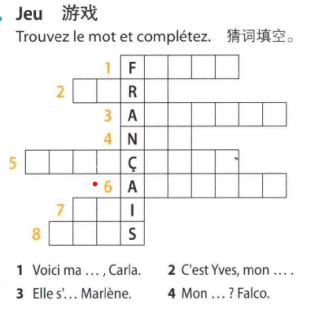 Jeu 游戏
Trouvez le mot et complétez. 猜词填空。
1 F
2 R
3 A
4 N
5 Ç
6 A
7 I
8 S
1 Voici ma … , Carla. 2 C'est Yves, mon … .
3 Elle s'… Marlène. 4 Mon … ? Falco.